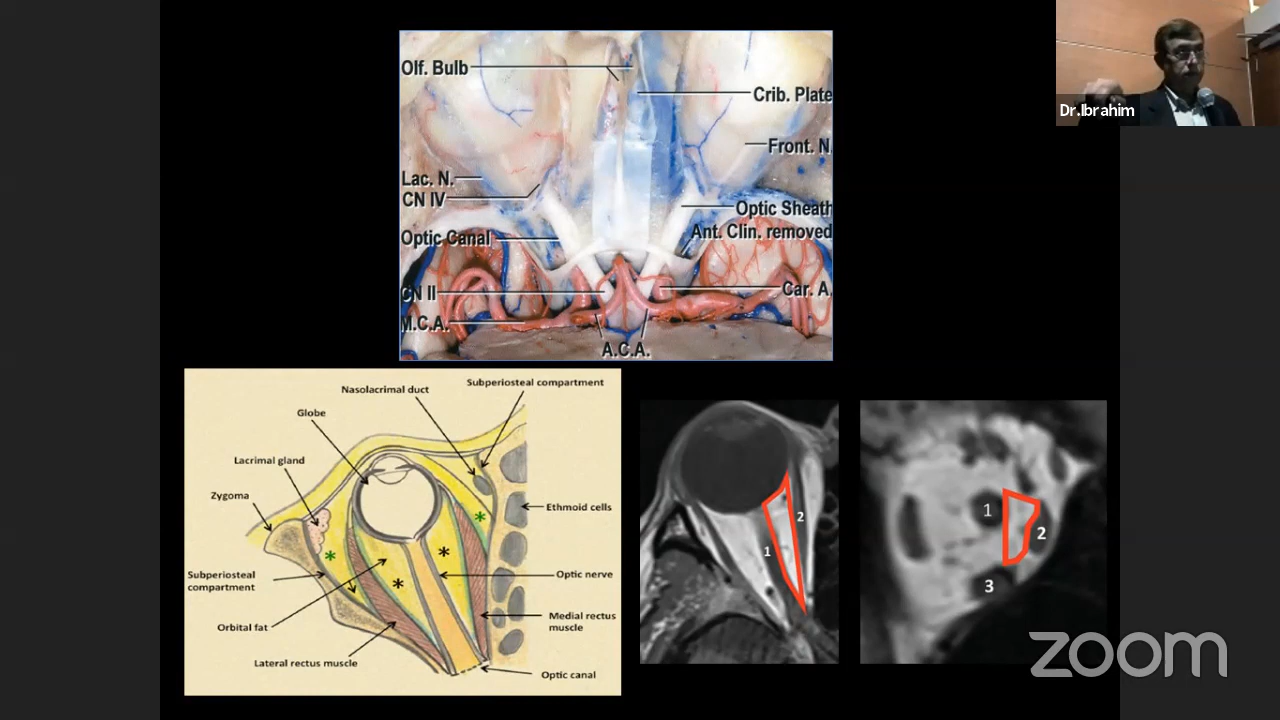 Dr.Ibrahim
Olf. Bulb
Crib. Plate
Front. N.
Lac. N.
CN IV
Optic Sheath
Ant. Clin. removed
Optic Canal
CN II
Car. A.
M.C.A.
A.C.A.
Nasolacrimal duct
Subperiosteal compartment
Globe
Lacrimal gland
Zygoma
Ethmoid cells
Subperiosteal
compartment
Optic nerve
Orbital fat
Medial rectus
muscle
Lateral rectus muscle
Optic canal
1
2
1
2
3
zoom